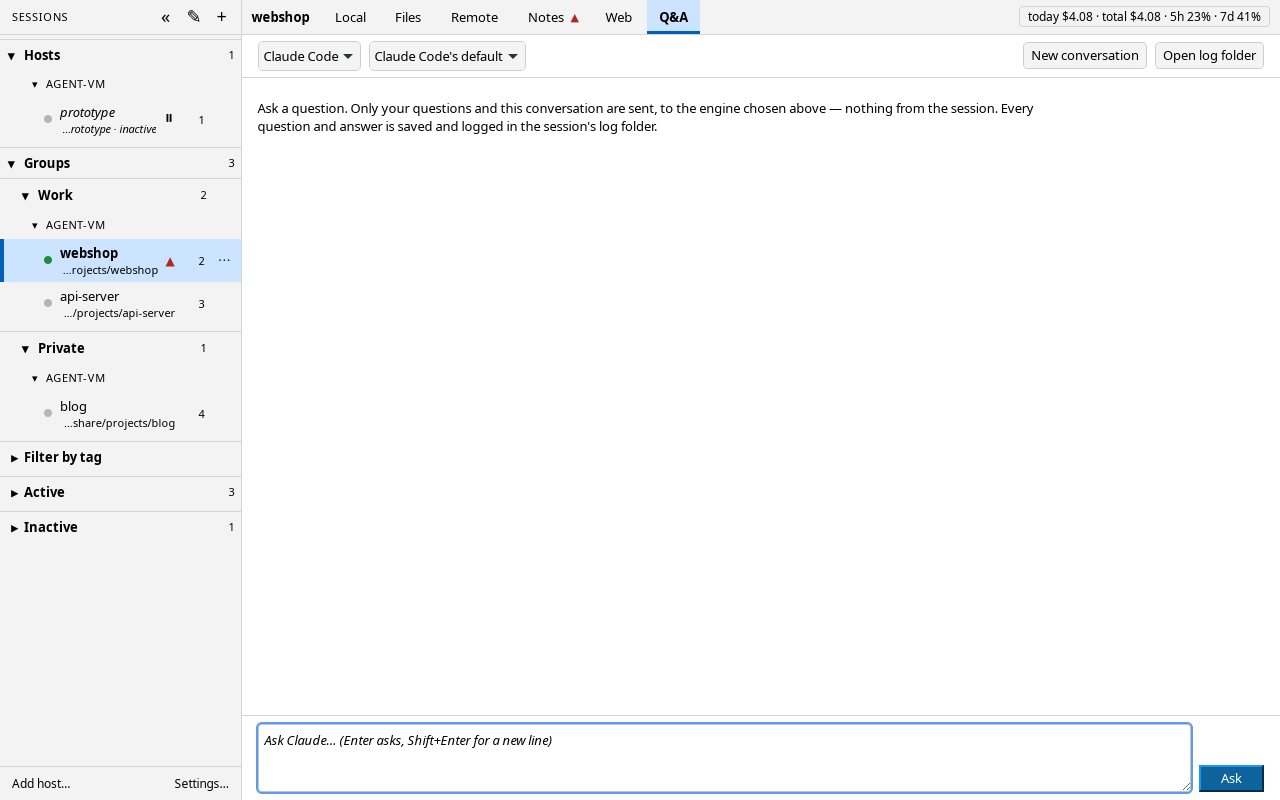 SESSIONS « ✎ +
webshop Local Files Remote Notes ▲ Web Q&A
today $4.08 · total $4.08 · 5h 23% · 7d 41%
Claude Code Claude Code's default New conversation Open log folder
▼ Hosts 1
▼ AGENT-VM
prototype 1
...rototype · inactive
▼ Groups 3
▼ Work 2
▼ AGENT-VM
webshop ▲ 2 ...
...rojects/webshop
api-server 3
.../projects/api-server
▼ Private 1
▼ AGENT-VM
blog 4
...share/projects/blog
▶ Filter by tag
▶ Active 3
▶ Inactive 1
Add host... Settings...
Ask a question. Only your questions and this conversation are sent, to the engine chosen above — nothing from the session. Every
question and answer is saved and logged in the session's log folder.
Ask Claude... (Enter asks, Shift+Enter for a new line)
Ask